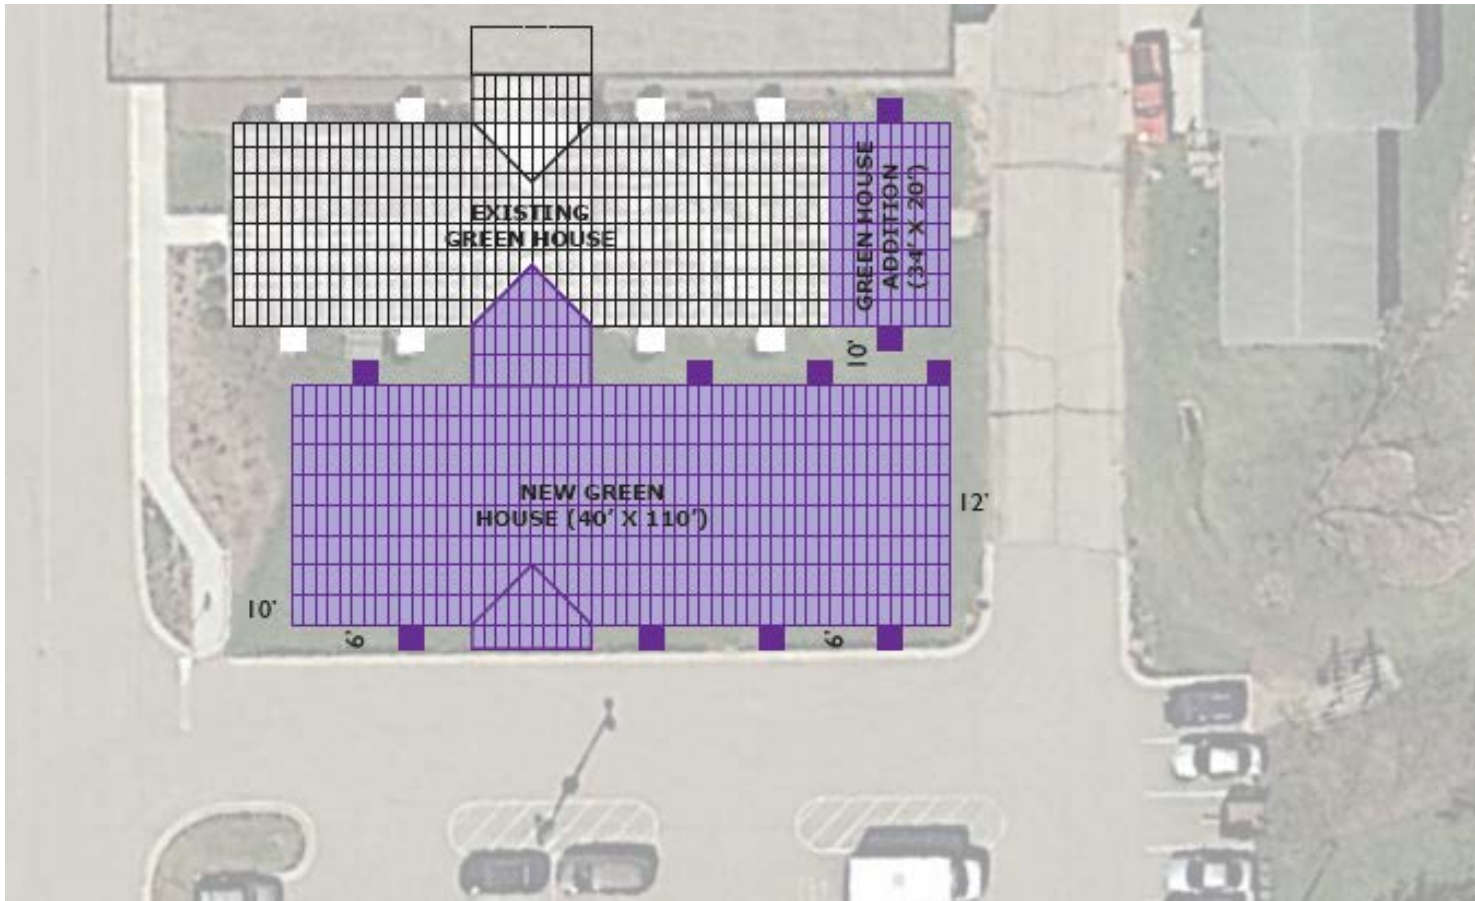 EXISTING
GREEN HOUSE
GREEN HOUSE
ADDITION
(34' X 20')
10'
NEW GREEN
HOUSE (40' X 110')
12'
10'
6'
6'